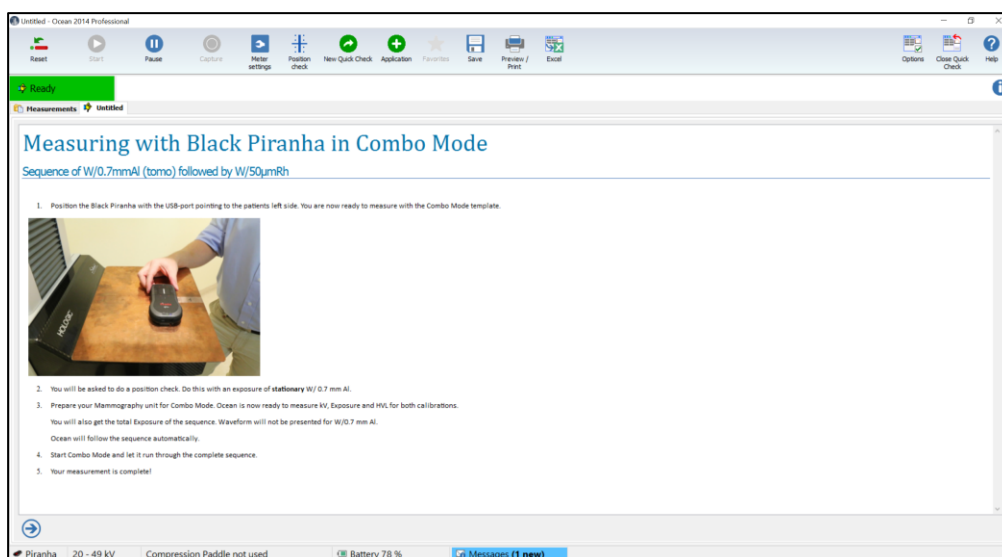 Untitled - Ocean 2014 Professional
Reset Start Pause Capture Meter settings Position check New Quick Check Application Favorites Save Preview / Print Excel Options Close Quick Check Help
Ready
Measurements Untitled
Measuring with Black Piranha in Combo Mode
Sequence of W/0.7mmAl (tomo) followed by W/50µmRh
1. Position the Black Piranha with the USB-port pointing to the patients left side. You are now ready to measure with the Combo Mode template.
HOLOGIC
2. You will be asked to do a position check. Do this with an exposure of stationary W/ 0.7 mm Al.
3. Prepare your Mammography unit for Combo Mode. Ocean is now ready to measure kV, Exposure and HVL for both calibrations.
You will also get the total Exposure of the sequence. Waveform will not be presented for W/0.7 mm Al.
Ocean will follow the sequence automatically.
4. Start Combo Mode and let it run through the complete sequence.
5. Your measurement is complete!
Piranha 20 - 49 kV Compression Paddle not used Battery 78 % Messages (1 new)